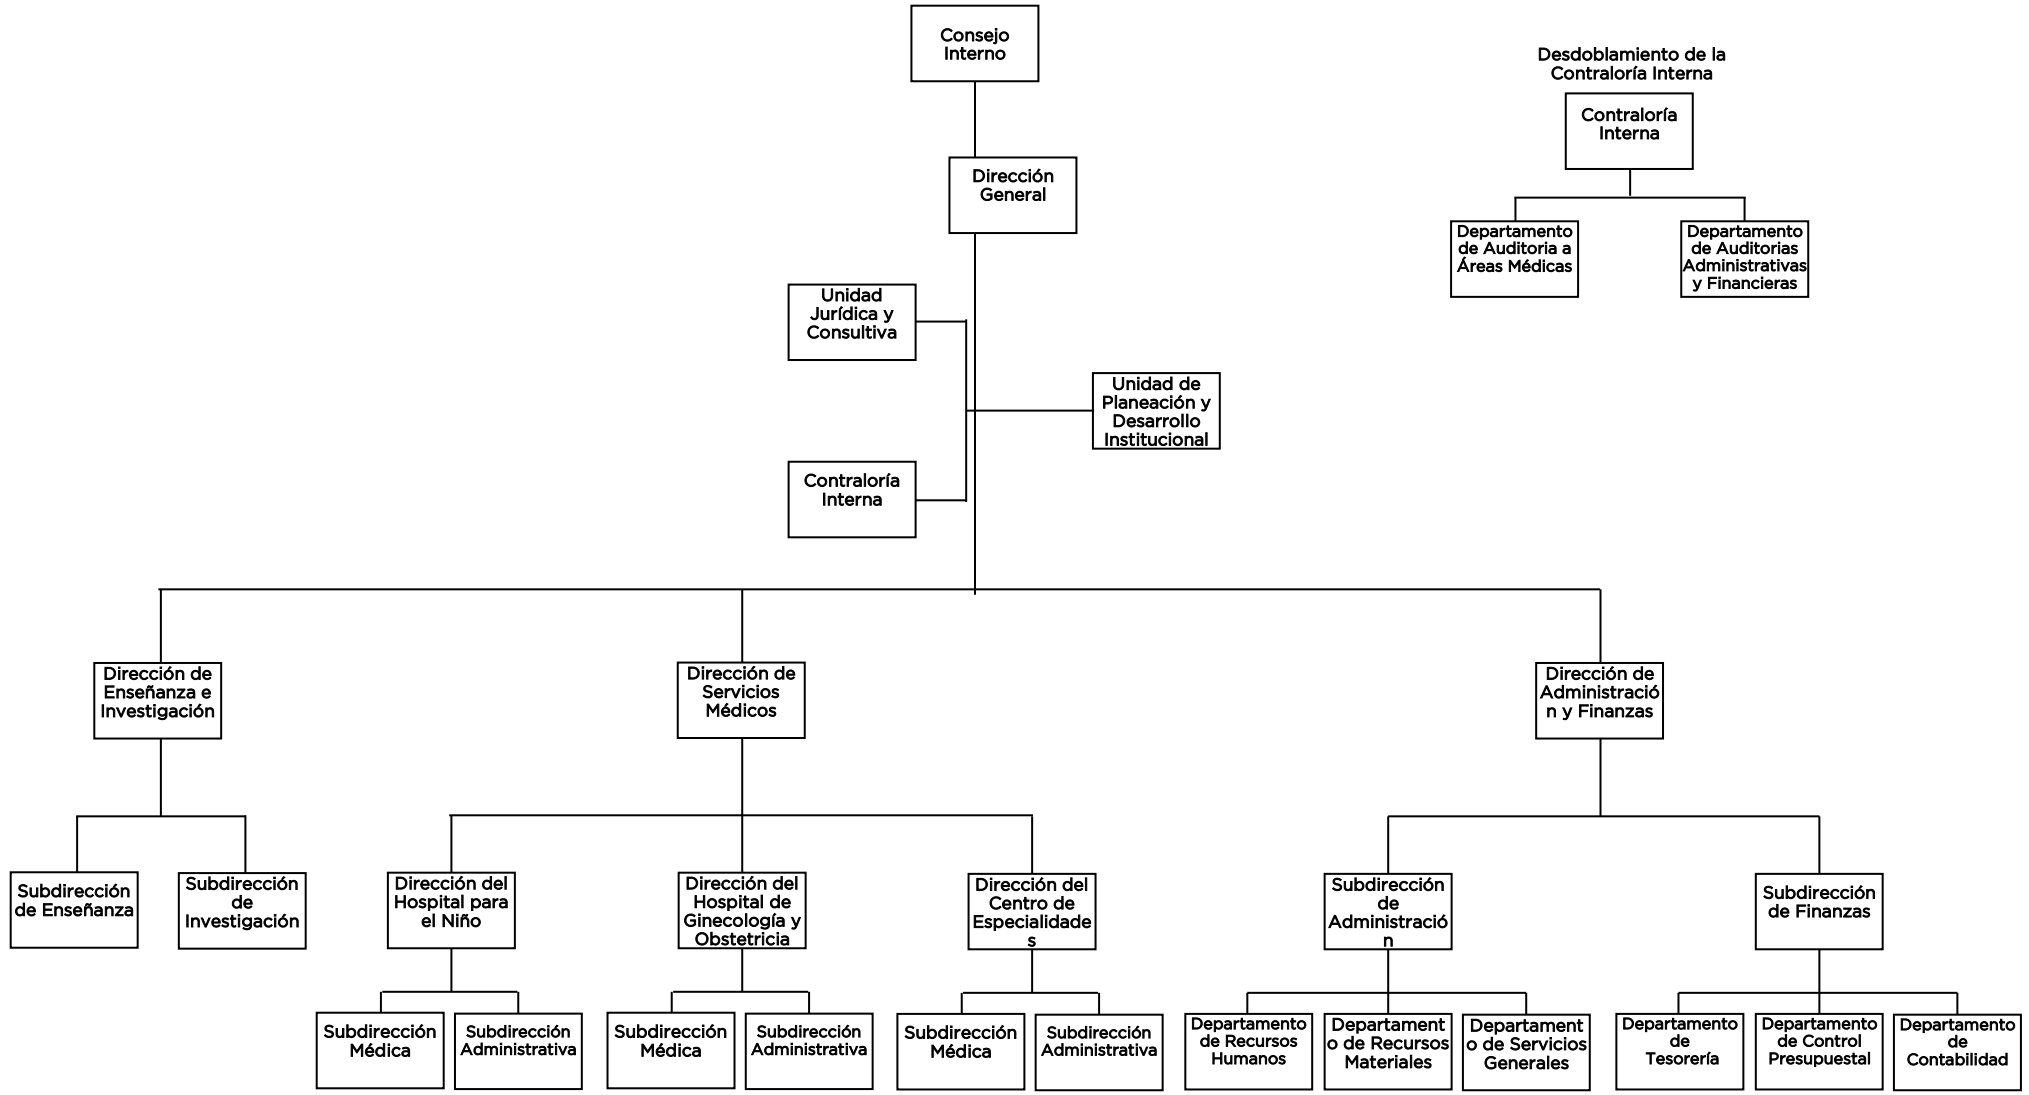 Consejo
Interno
Desdoblamiento de la
Contraloría Interna
Contraloría
Interna
Dirección
General
Departamento
de Auditoria a
Áreas Médicas
Departamento
de Auditorias
Administrativas
y Financieras
Unidad
Jurídica y
Consultiva
Unidad de
Planeación y
Desarrollo
Institucional
Contraloría
Interna
Dirección de
Enseñanza e
Investigación
Dirección de
Servicios
Médicos
Dirección de
Administració
n y Finanzas
Subdirección
de Enseñanza
Subdirección
de
Investigación
Dirección del
Hospital para
el Niño
Dirección del
Hospital de
Ginecología y
Obstetricia
Dirección del
Centro de
Especialidade
s
Subdirección
de
Administració
n
Subdirección
de Finanzas
Subdirección
Médica
Subdirección
Administrativa
Subdirección
Médica
Subdirección
Administrativa
Subdirección
Médica
Subdirección
Administrativa
Departamento
de Recursos
Humanos
Departament
o de Recursos
Materiales
Departament
o de Servicios
Generales
Departamento
de
Tesorería
Departamento
de Control
Presupuestal
Departamento
de
Contabilidad